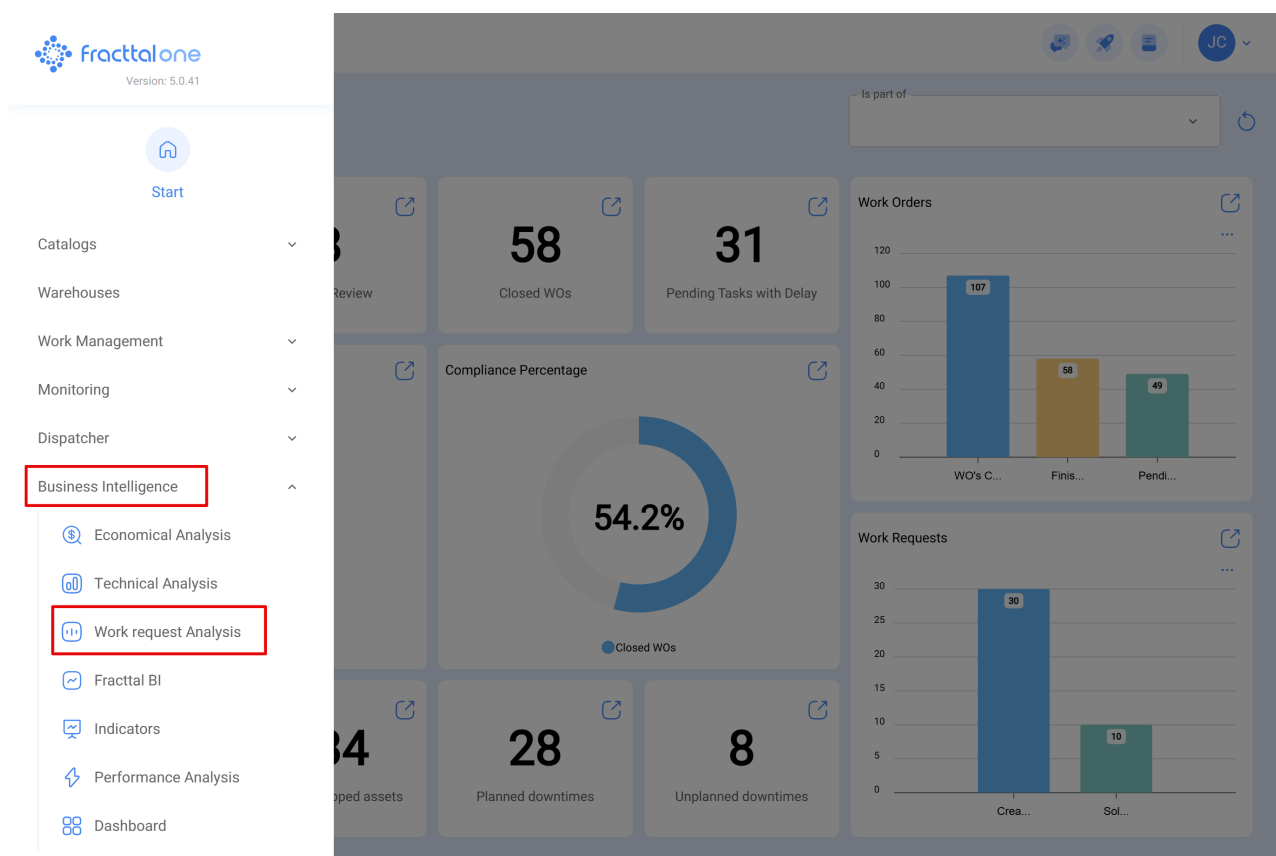 fracttal one
Version: 5.0.41
JC
Is part of
Start
Catalogs
Warehouses
Work Management
Monitoring
Dispatcher
Business Intelligence
Economical Analysis
Technical Analysis
Work request Analysis
Fracttal BI
Indicators
Performance Analysis
Dashboard
Review
58
Closed WOs
31
Pending Tasks with Delay
Work Orders
...
120
100
80
60
40
20
0
107
58
49
WO's C...
Finis...
Pendi...
Compliance Percentage
54.2%
Closed WOs
Work Requests
...
30
25
20
15
10
5
0
30
10
Crea...
Sol...
34
pped assets
28
Planned downtimes
8
Unplanned downtimes